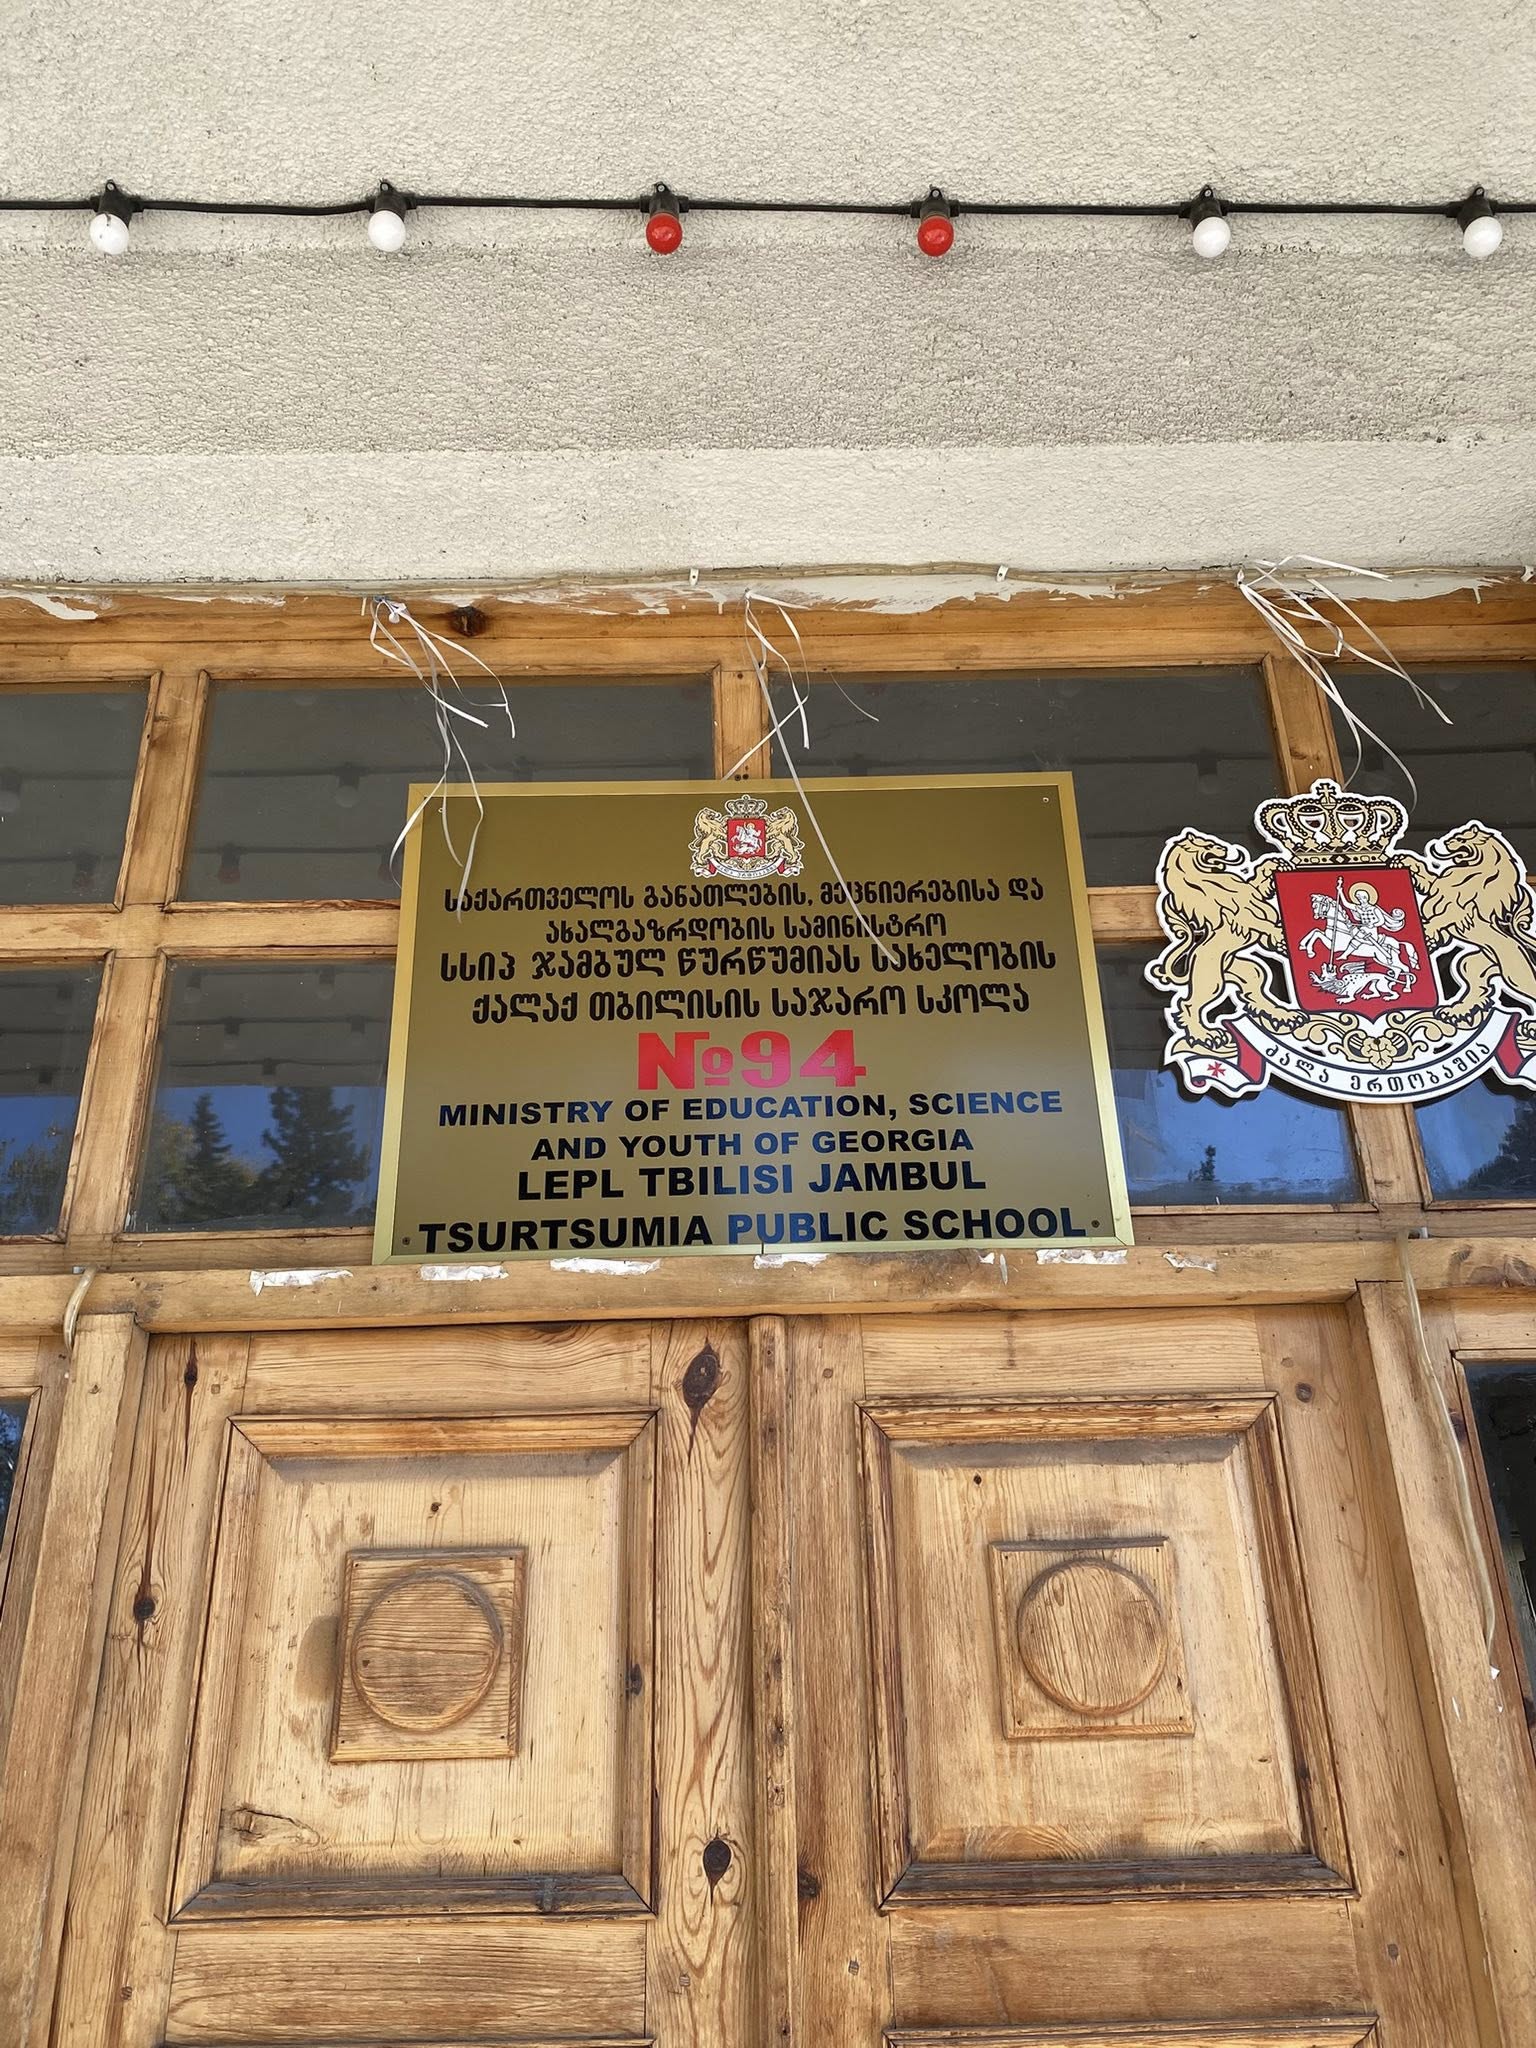 საქართველოს განათლების, მეცნიერებისა და
ახალგაზრდობის სამინისტრო
სსიპ ჯამბულ წურწუმიას სახელობის
ქალაქ თბილისის საჯარო სკოლა
№94
MINISTRY OF EDUCATION, SCIENCE
AND YOUTH OF GEORGIA
LEPL TBILISI JAMBUL
TSURTSUMIA PUBLIC SCHOOL
ძალა ერთობაშია